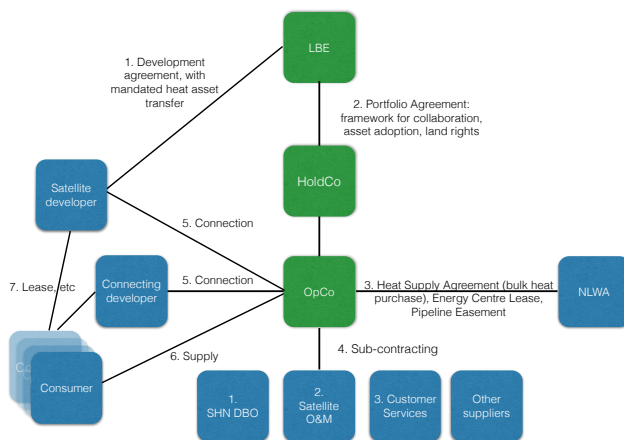 LBE
1. Development
agreement, with
mandated heat asset
transfer
2. Portfolio Agreement:
framework for collaboration,
asset adoption, land rights
HoldCo
Satellite
developer
5. Connection
Connecting
developer
5. Connection
OpCo
3. Heat Supply Agreement (bulk heat
purchase), Energy Centre Lease,
Pipeline Easement
NLWA
7. Lease, etc
6. Supply
4. Sub-contracting
Consumer
1.
SHN DBO
2.
Satellite
O&M
3. Customer
Services
Other
suppliers